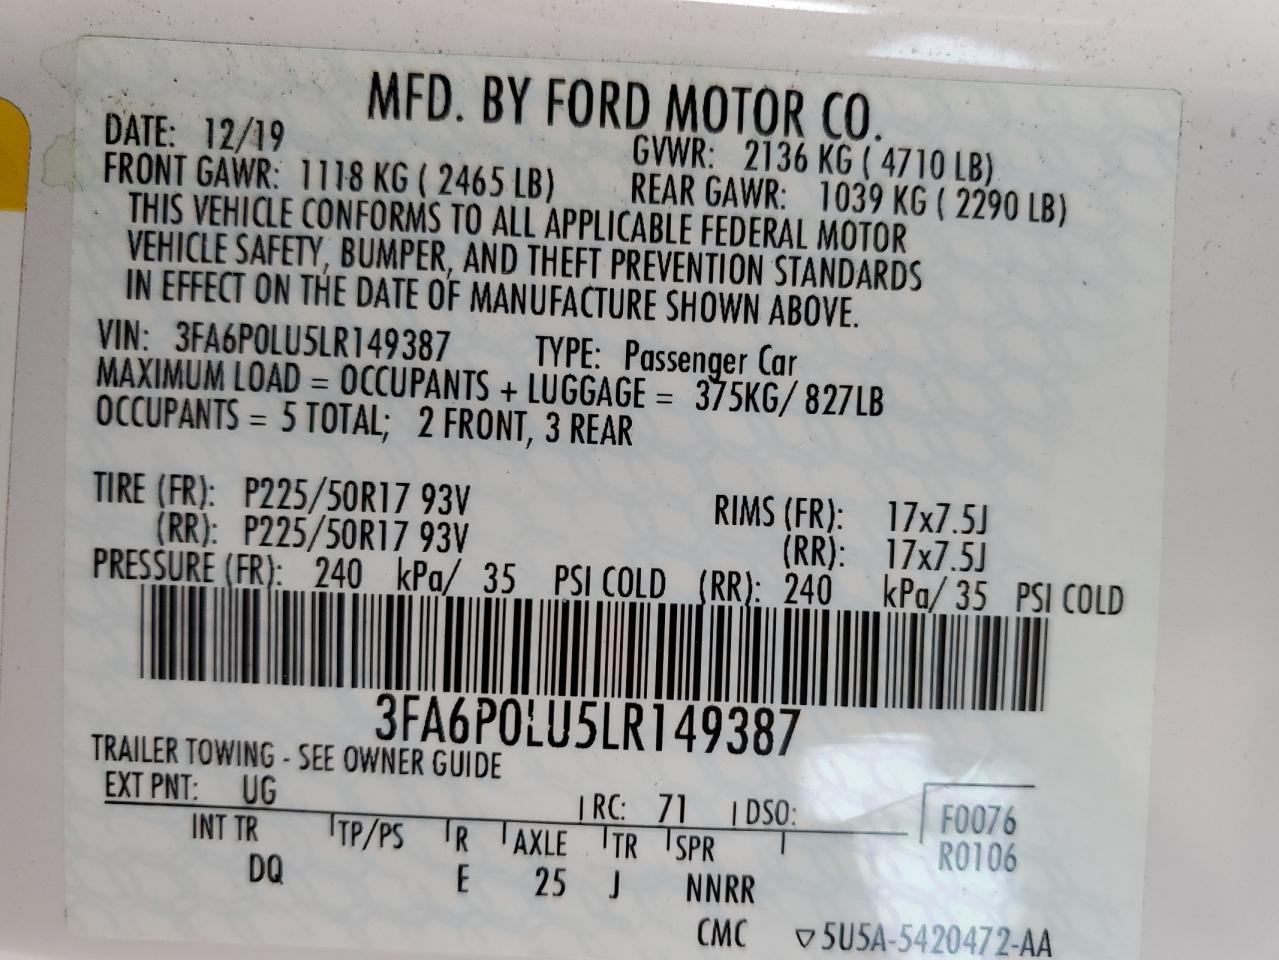 MFD. BY FORD MOTOR CO.
DATE: 12/19 GVWR: 2136 KG ( 4710 LB)
FRONT GAWR: 1118 KG ( 2465 LB) REAR GAWR: 1039 KG ( 2290 LB)
THIS VEHICLE CONFORMS TO ALL APPLICABLE FEDERAL MOTOR
VEHICLE SAFETY, BUMPER, AND THEFT PREVENTION STANDARDS
IN EFFECT ON THE DATE OF MANUFACTURE SHOWN ABOVE.
VIN: 3FA6P0LU5LR149387 TYPE: Passenger Car
MAXIMUM LOAD = OCCUPANTS + LUGGAGE = 375KG/ 827LB
OCCUPANTS = 5 TOTAL; 2 FRONT, 3 REAR
TIRE (FR): P225/50R17 93V RIMS (FR): 17x7.5J
(RR): P225/50R17 93V (RR): 17x7.5J
PRESSURE (FR): 240 kPa/ 35 PSI COLD (RR): 240 kPa/ 35 PSI COLD
3FA6P0LU5LR149387
TRAILER TOWING - SEE OWNER GUIDE
EXT PNT: UG RC: 71 DSO: F0076
INT TR TP/PS R AXLE TR SPR R0106
DQ E 25 J NNRR
CMC ▽5U5A-5420472-AA